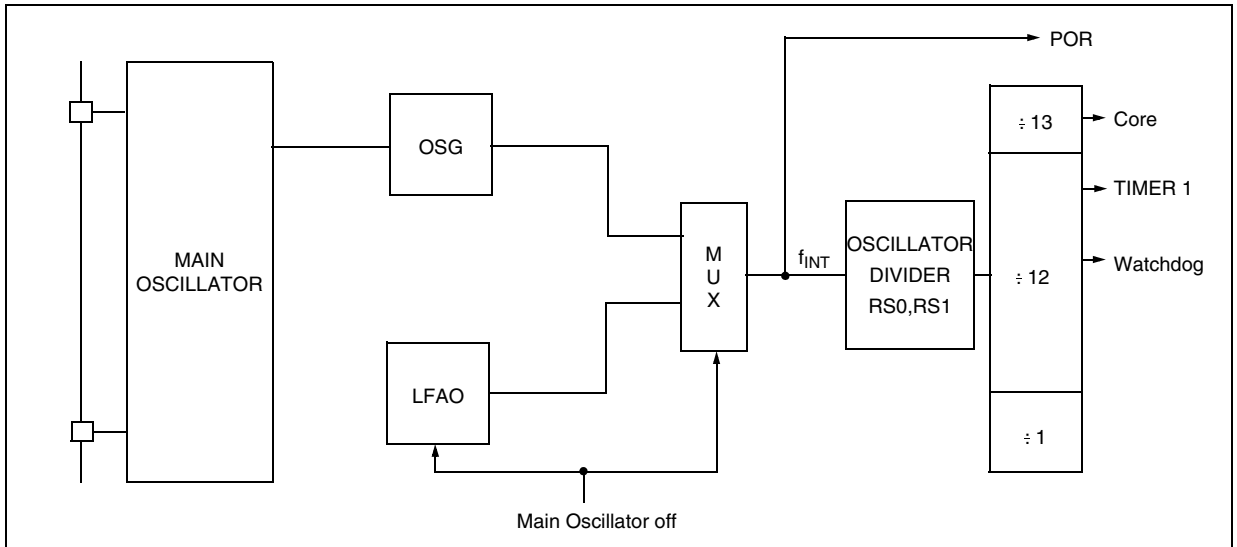 POR
÷ 13
Core
OSG
TIMER 1
MAIN
OSCILLATOR
M
U
X
fINT
OSCILLATOR
DIVIDER
RS0,RS1
÷ 12
Watchdog
LFAO
÷ 1
Main Oscillator off